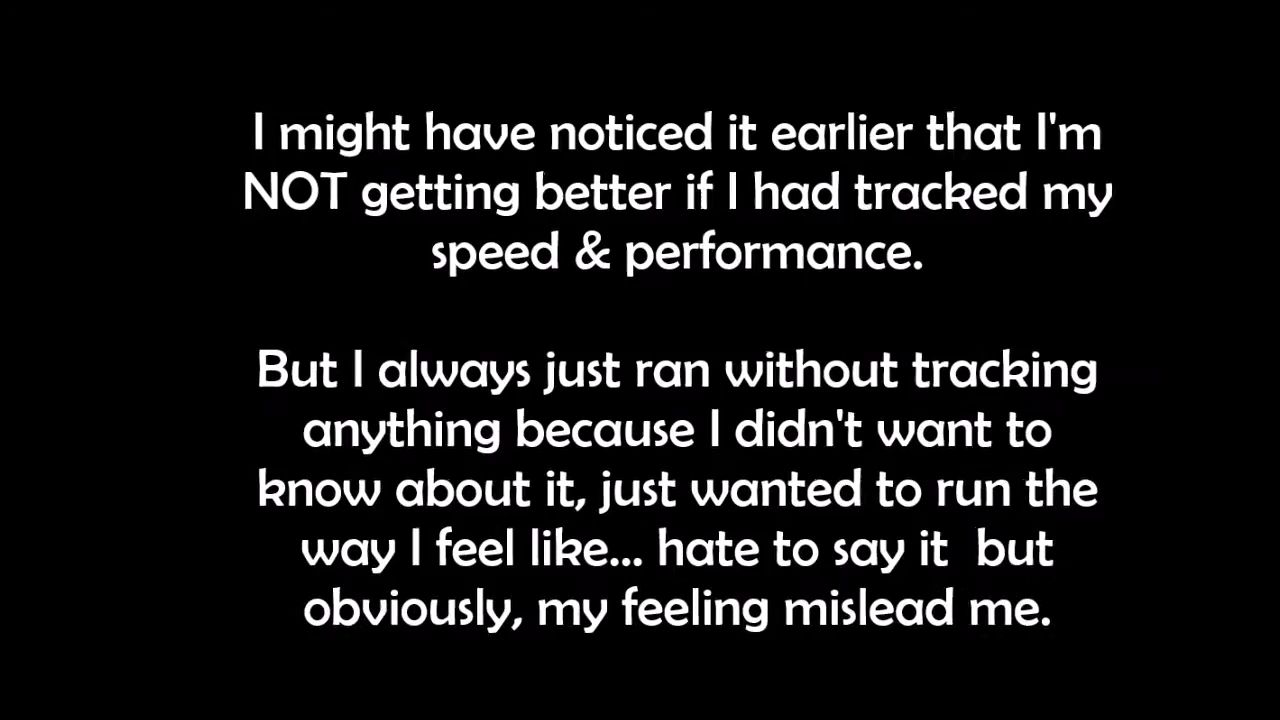 I might have noticed it earlier that I'm
NOT getting better if I had tracked my
speed & performance.
But I always just ran without tracking
anything because I didn't want to
know about it, just wanted to run the
way I feel like... hate to say it  but
obviously, my feeling mislead me.